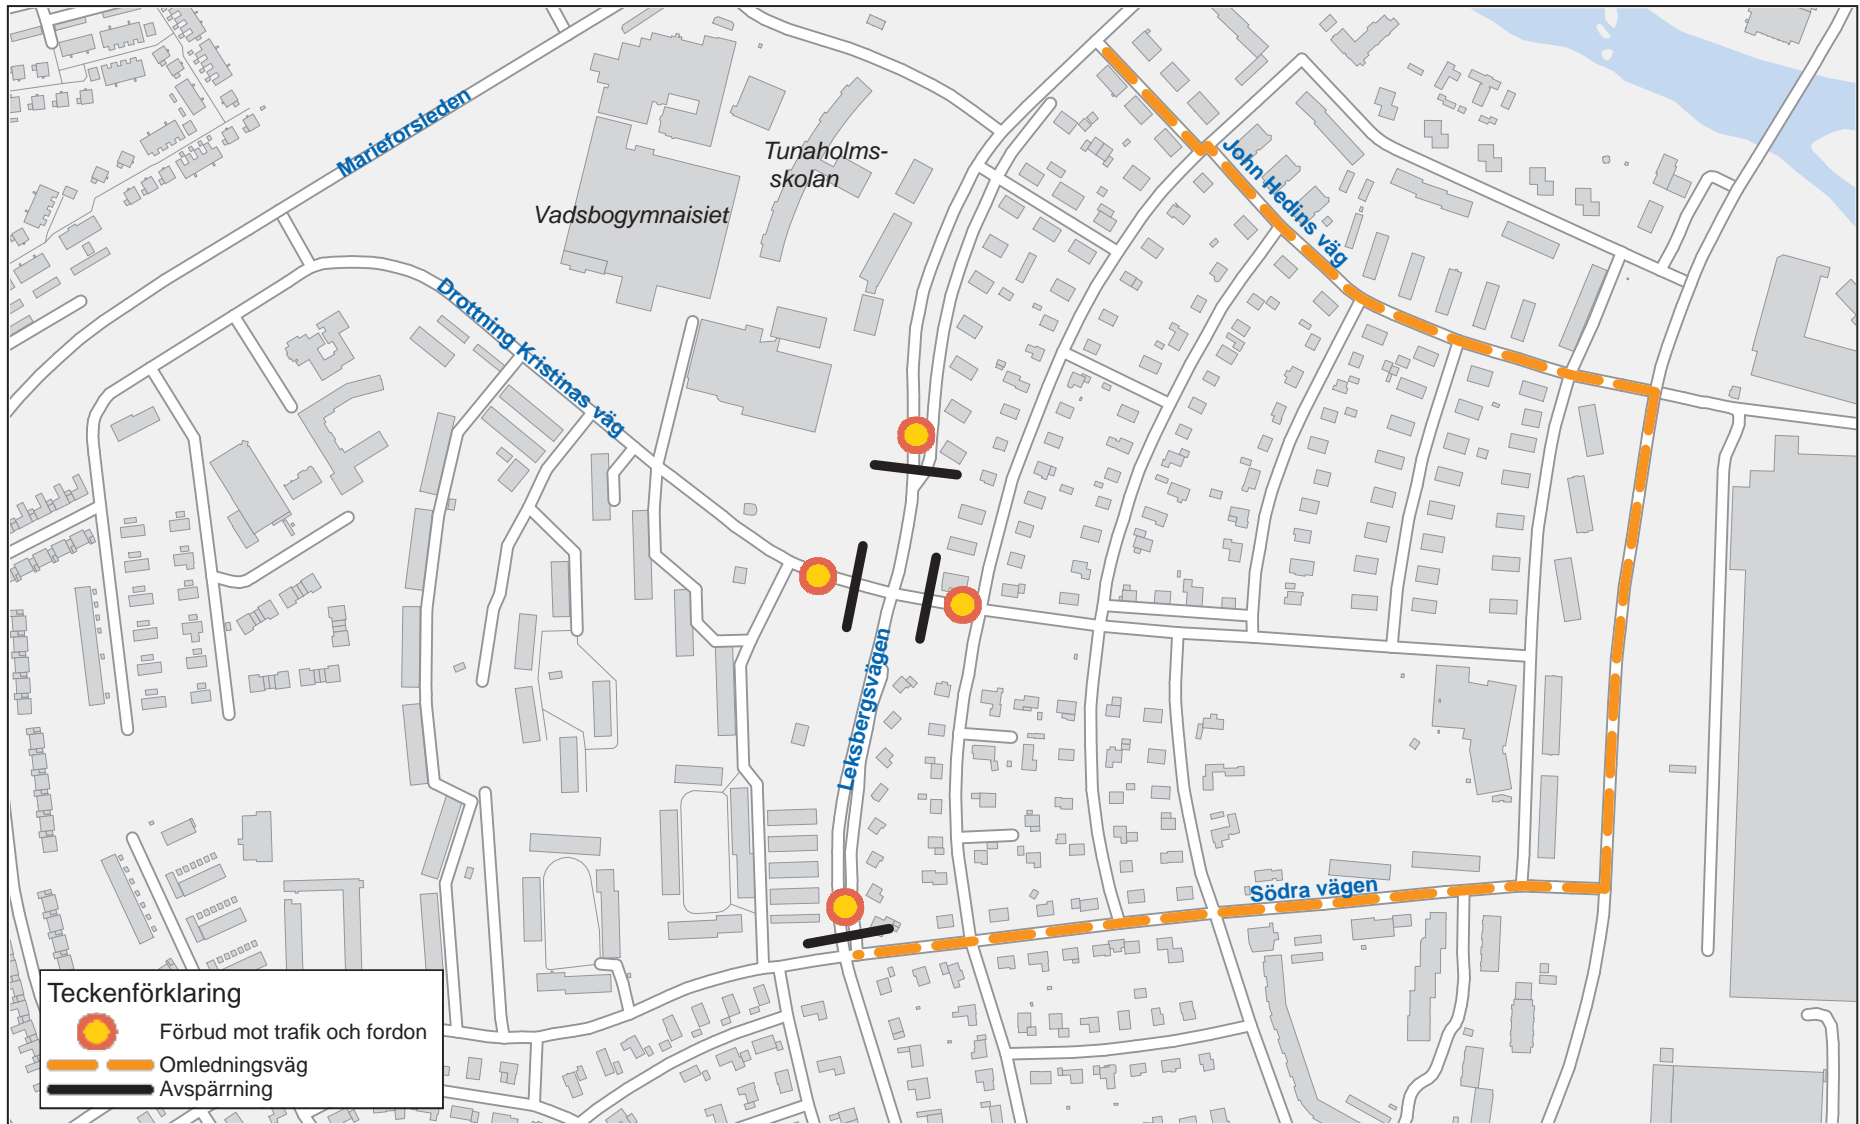 Marieforsleden
Tunaholms-
skolan
Vadsbogymnaisiet
John Hedins väg
Drottning Kristinas väg
Leksbergsvägen
Södra vägen
Teckenförklaring
Förbud mot trafik och fordon
Omledningsväg
Avspärrning